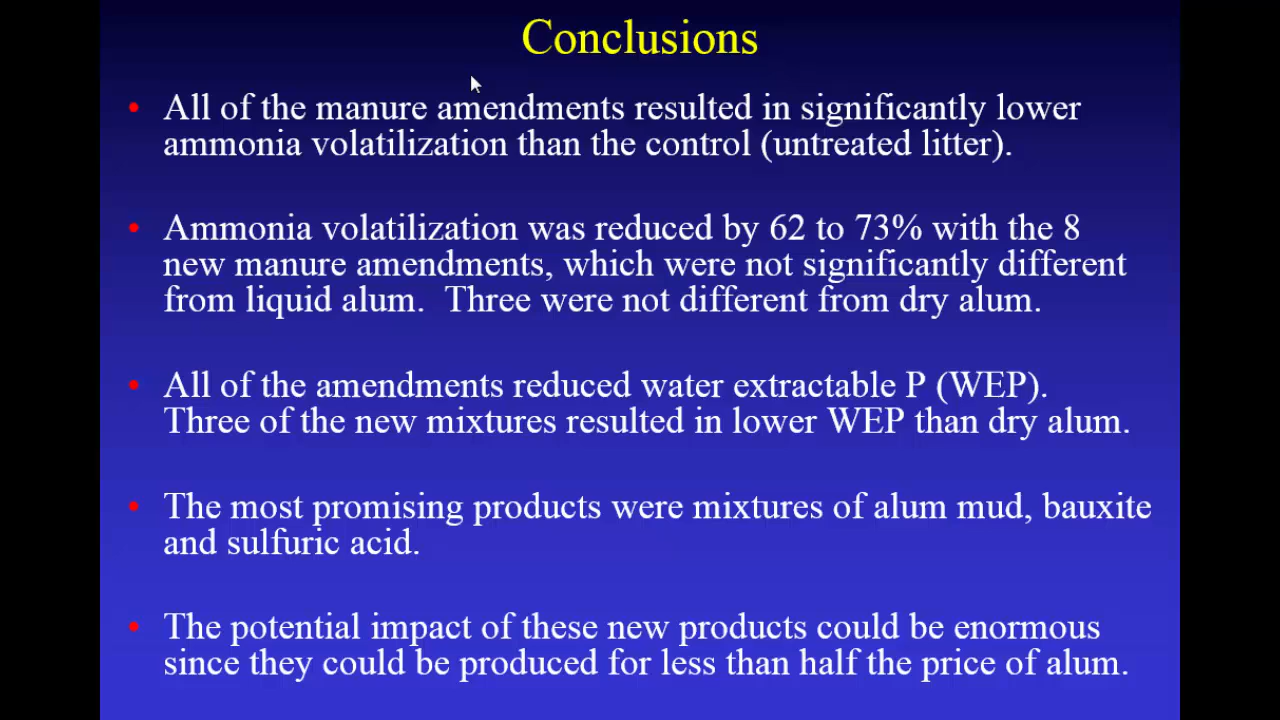 Conclusions
• All of the manure amendments resulted in significantly lower
ammonia volatilization than the control (untreated litter).
• Ammonia volatilization was reduced by 62 to 73% with the 8
new manure amendments, which were not significantly different
from liquid alum.  Three were not different from dry alum.
• All of the amendments reduced water extractable P (WEP).
Three of the new mixtures resulted in lower WEP than dry alum.
• The most promising products were mixtures of alum mud, bauxite
and sulfuric acid.
• The potential impact of these new products could be enormous
since they could be produced for less than half the price of alum.